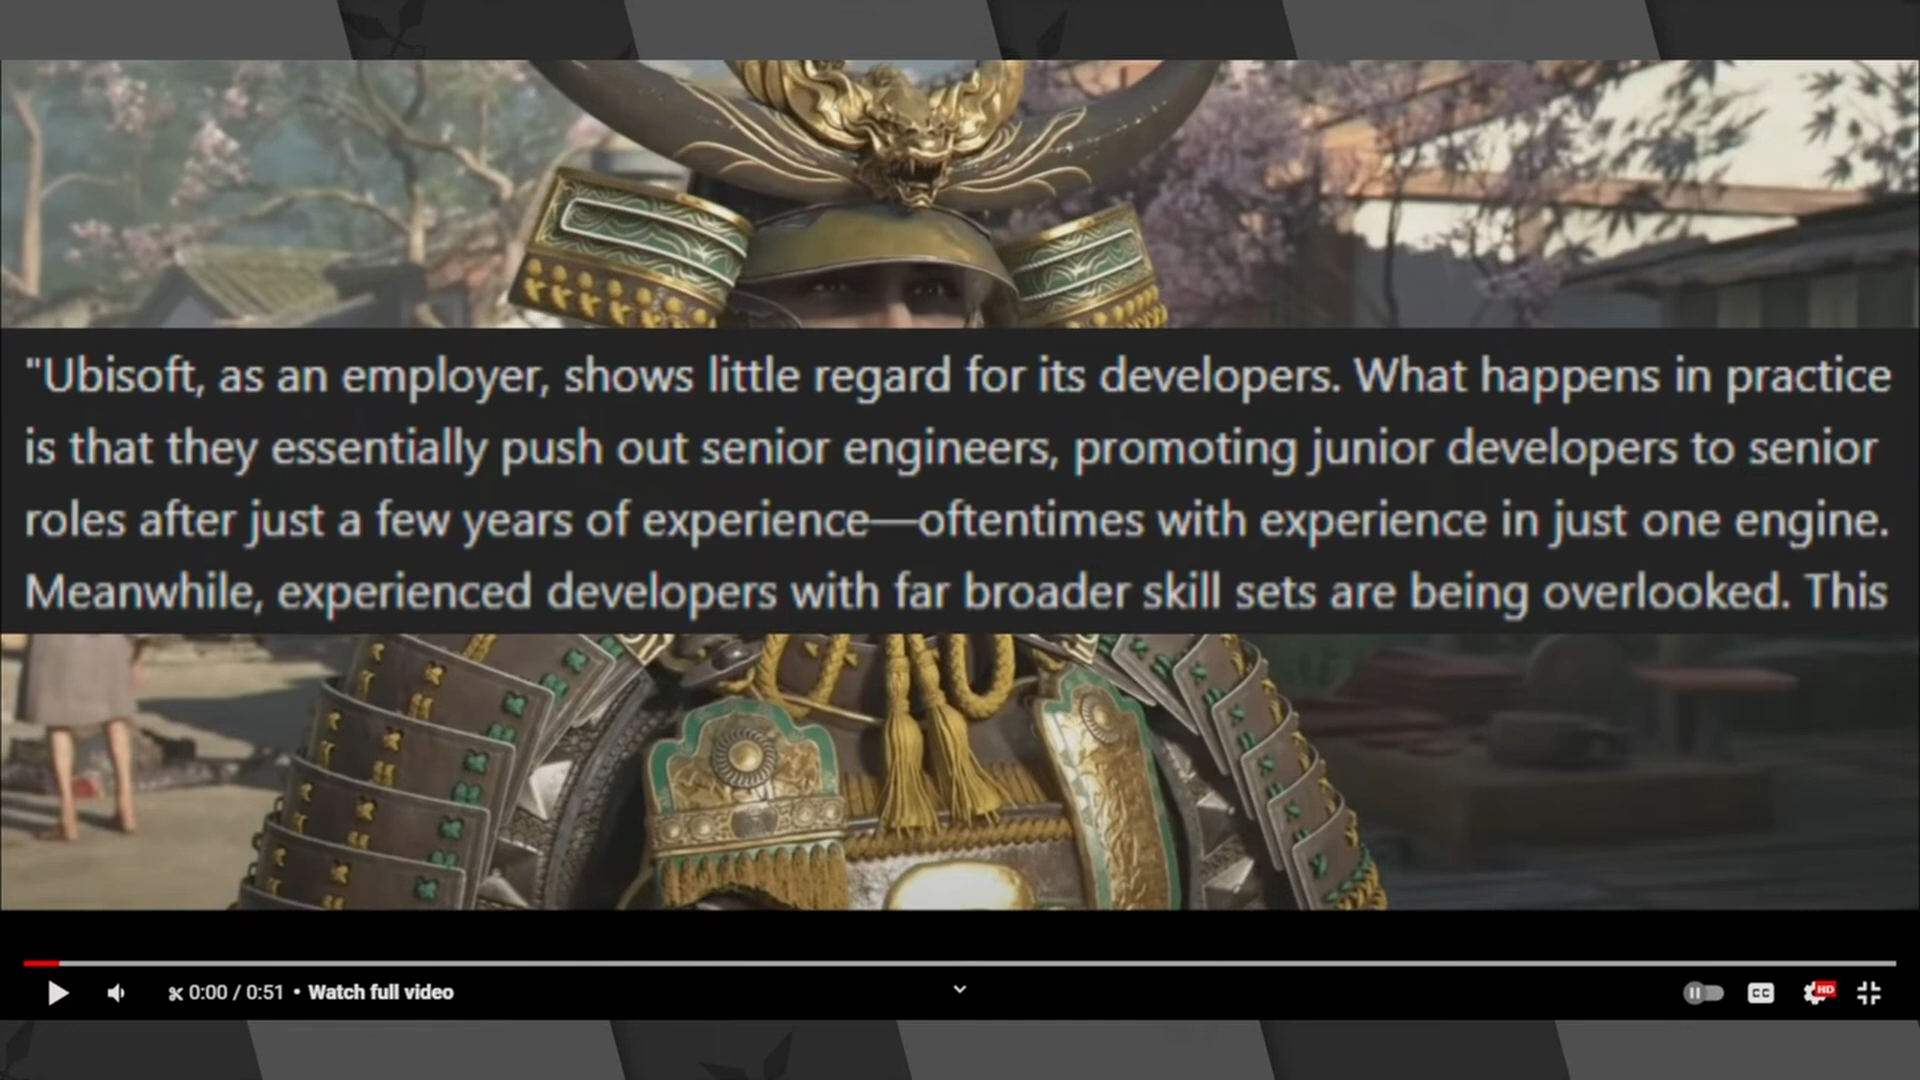 "Ubisoft, as an employer, shows little regard for its developers. What happens in practice
is that they essentially push out senior engineers, promoting junior developers to senior
roles after just a few years of experience—oftentimes with experience in just one engine.
Meanwhile, experienced developers with far broader skill sets are being overlooked. This
0:00 / 0:51 • Watch full video
CC
HD